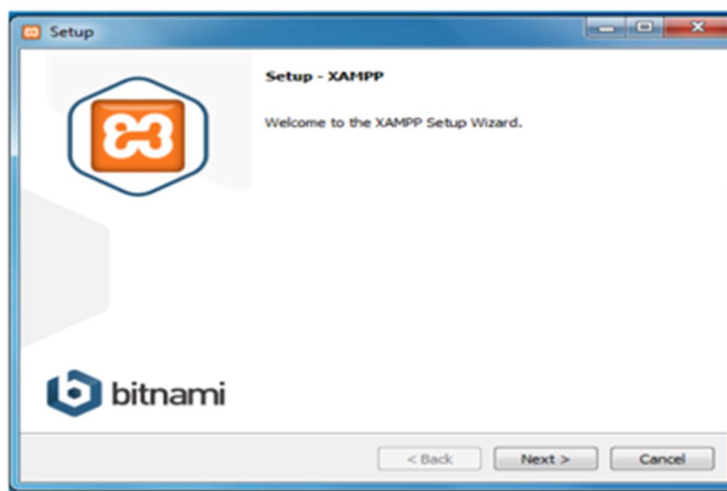 Setup
Setup - XAMPP
Welcome to the XAMPP Setup Wizard.
bitnami
< Back Next > Cancel